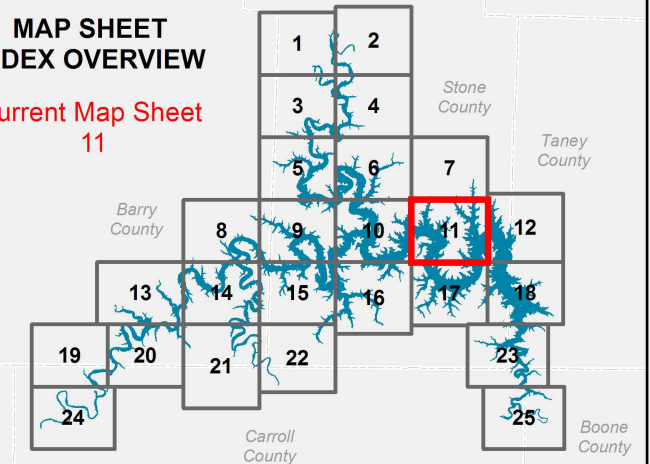 MAP SHEET
DEX OVERVIEW
urrent Map Sheet
11
1
2
Stone
County
3
4
Taney
County
5
6
7
Barry
County
8
9
10
11
12
13
14
15
16
17
18
19
20
21
22
23
24
25
Carroll
County
Boone
County